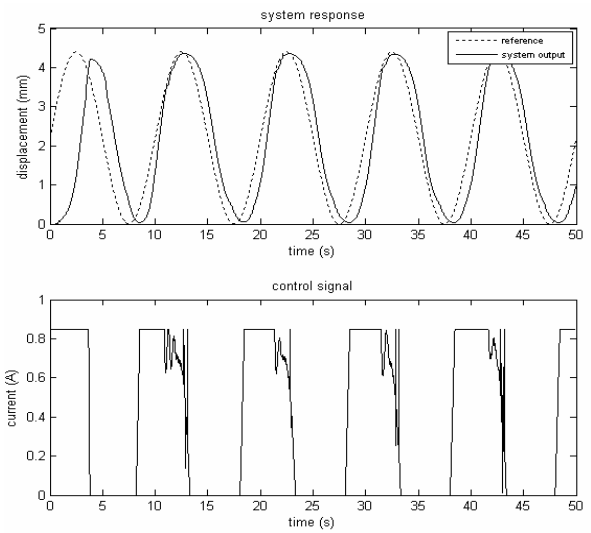 system response
5
4
3
2
1
0
displacement (mm)
reference
system output
0 5 10 15 20 25 30 35 40 45 50
time (s)
control signal
1
0.8
0.6
0.4
0.2
0
current (A)
0 5 10 15 20 25 30 35 40 45 50
time (s)